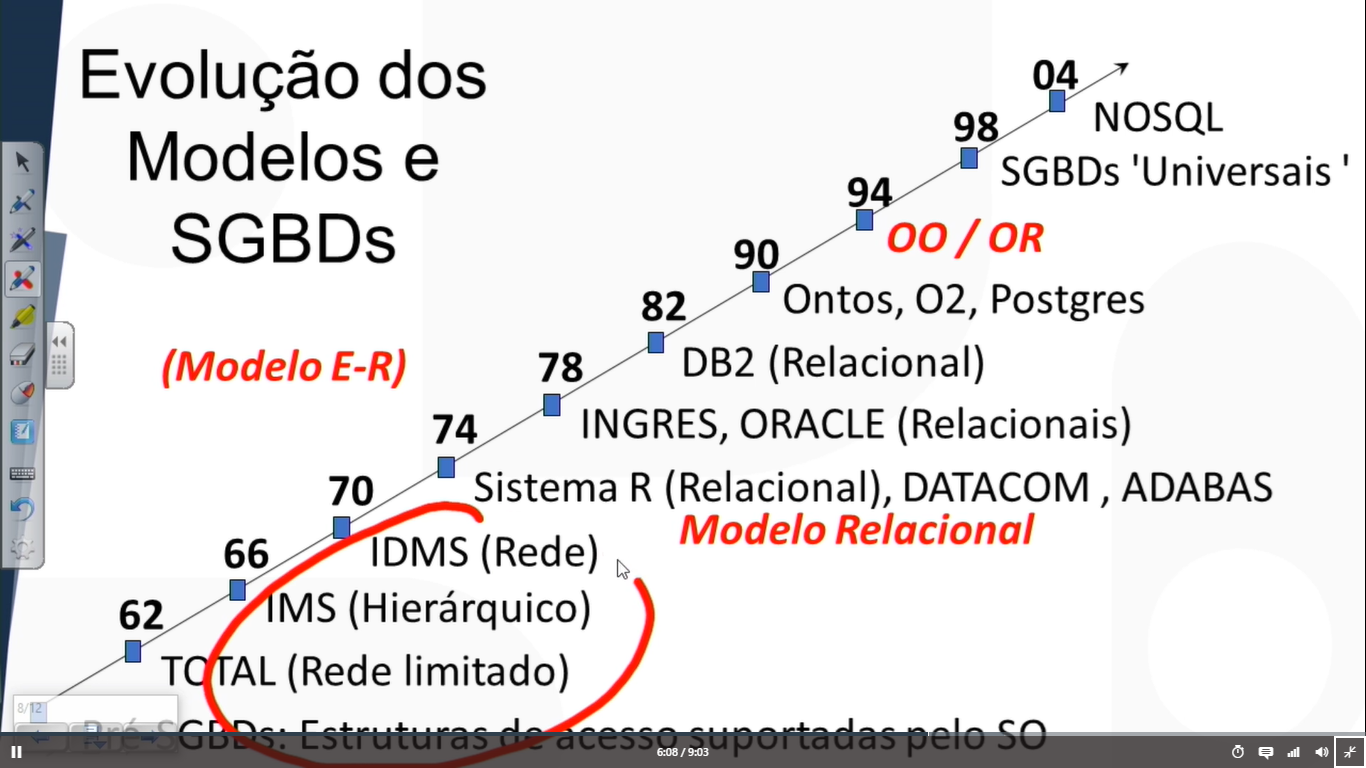 Evolução dos
Modelos e
SGBDs
04
NOSQL
98
SGBDs 'Universais '
94
OO / OR
90
Ontos, O2, Postgres
82
DB2 (Relacional)
(Modelo E-R)
78
INGRES, ORACLE (Relacionais)
74
Sistema R (Relacional), DATACOM , ADABAS
Modelo Relacional
70
IDMS (Rede)
66
IMS (Hierárquico)
62
TOTAL (Rede limitado)
8/12
Pré-SGBDs: Estruturas de acesso suportadas pelo SO
6:08 / 9:03